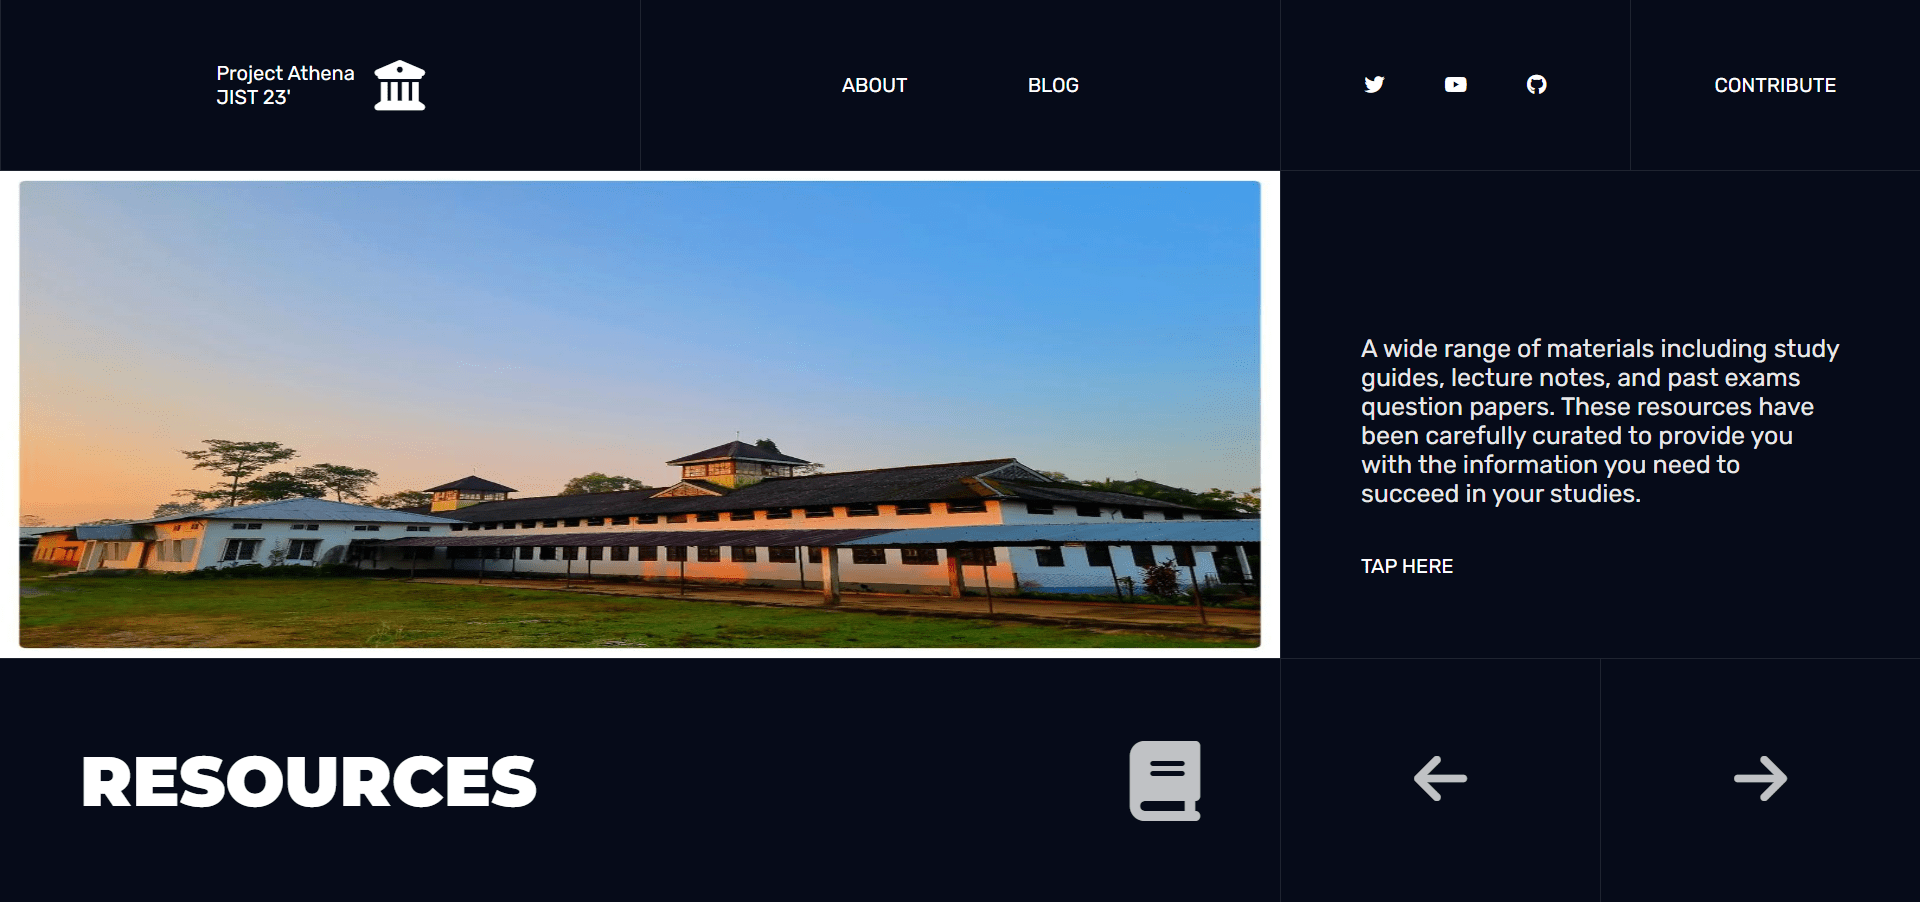 Project Athena
JIST 23'
ABOUT
BLOG
CONTRIBUTE
A wide range of materials including study
guides, lecture notes, and past exams
question papers. These resources have
been carefully curated to provide you
with the information you need to
succeed in your studies.
TAP HERE
RESOURCES